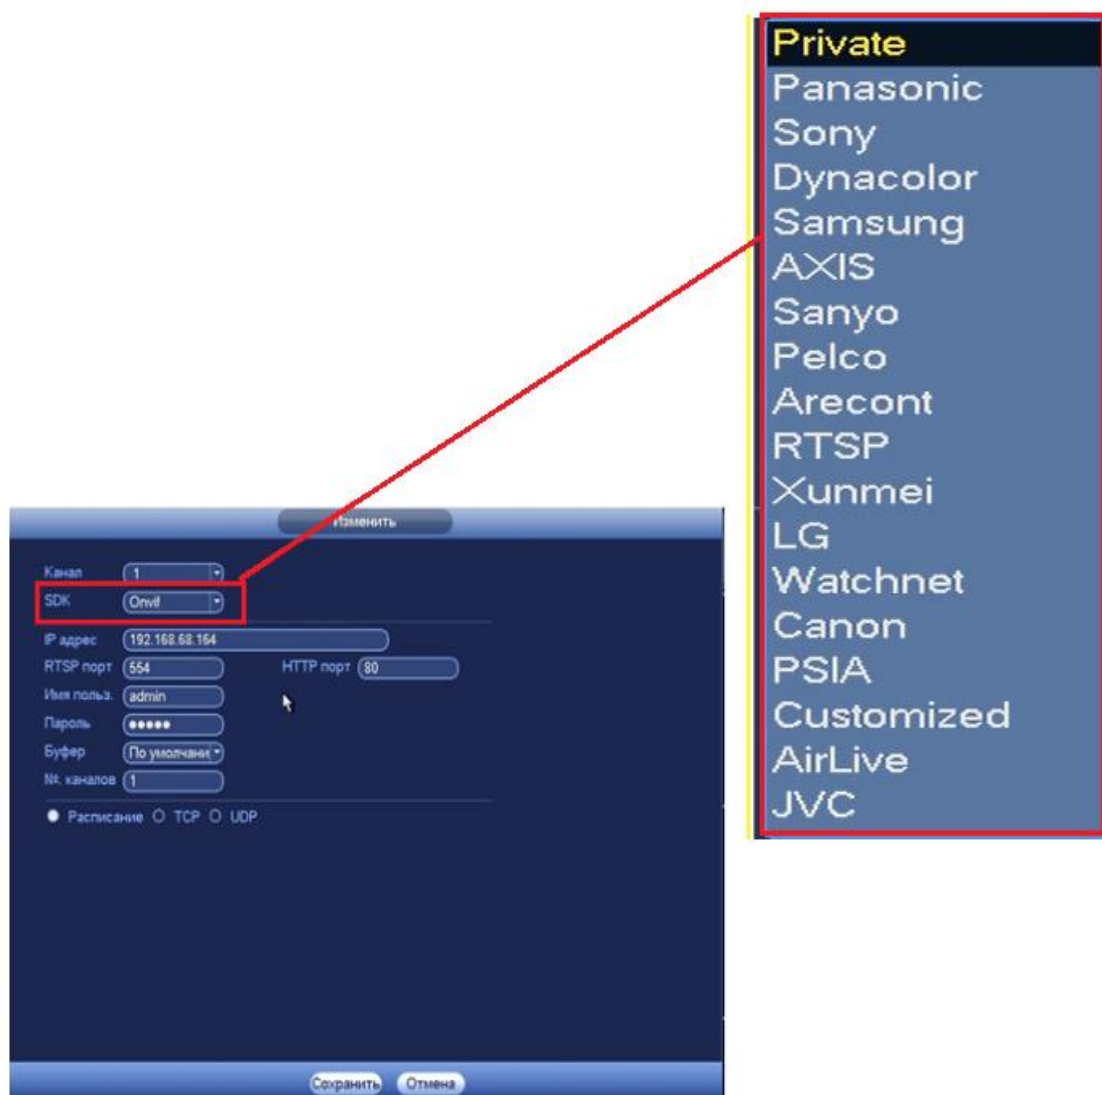 Private
Panasonic
Sony
Dynacolor
Samsung
AXIS
Sanyo
Pelco
Arecont
RTSP
Xunmei
LG
Watchnet
Canon
PSIA
Customized
AirLive
JVC
Изменить
Канал 1
SDK Onvif
IP адрес 192.168.68.164
RTSP порт 554 HTTP порт 80
Имя польз. admin
Пароль ●●●●●
Буфер По умолчани
№. каналов 1
Расписание TCP UDP
Сохранить Отмена